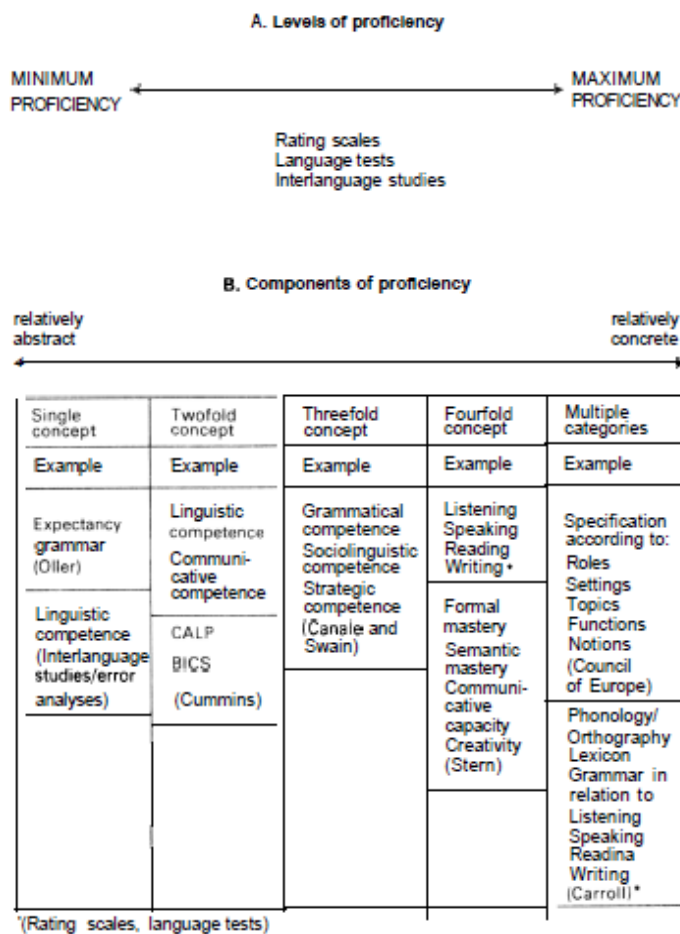 A. Levels of proficiency
MINIMUM
PROFICIENCY
MAXIMUM
PROFICIENCY
Rating scales
Language tests
Interlanguage studies
B. Components of proficiency
relatively
abstract
relatively
concrete
Single
concept
Twofold
concept
Threefold
concept
Fourfold
concept
Multiple
categories
Example
Example
Example
Example
Example
Expectancy
grammar
(Oller)
Linguistic
competence
(Interlanguage
studies/error
analyses)
Linguistic
competence
Communi-
cative
competence
CALP
BICS
(Cummins)
Grammatical
competence
Sociolinguistic
competence
Strategic
competence
(Canale and
Swain)
Listening
Speaking
Reading
Writing *
Formal
mastery
Semantic
mastery
Communi-
cative
capacity
Creativity
(Stern)
Specification
according to:
Roles
Settings
Topics
Functions
Notions
(Council
of Europe)
Phonology/
Orthography
Lexicon
Grammar in
relation to
Listening
Speaking
Readina
Writing
(Carroll)*
*(Rating scales, language tests)